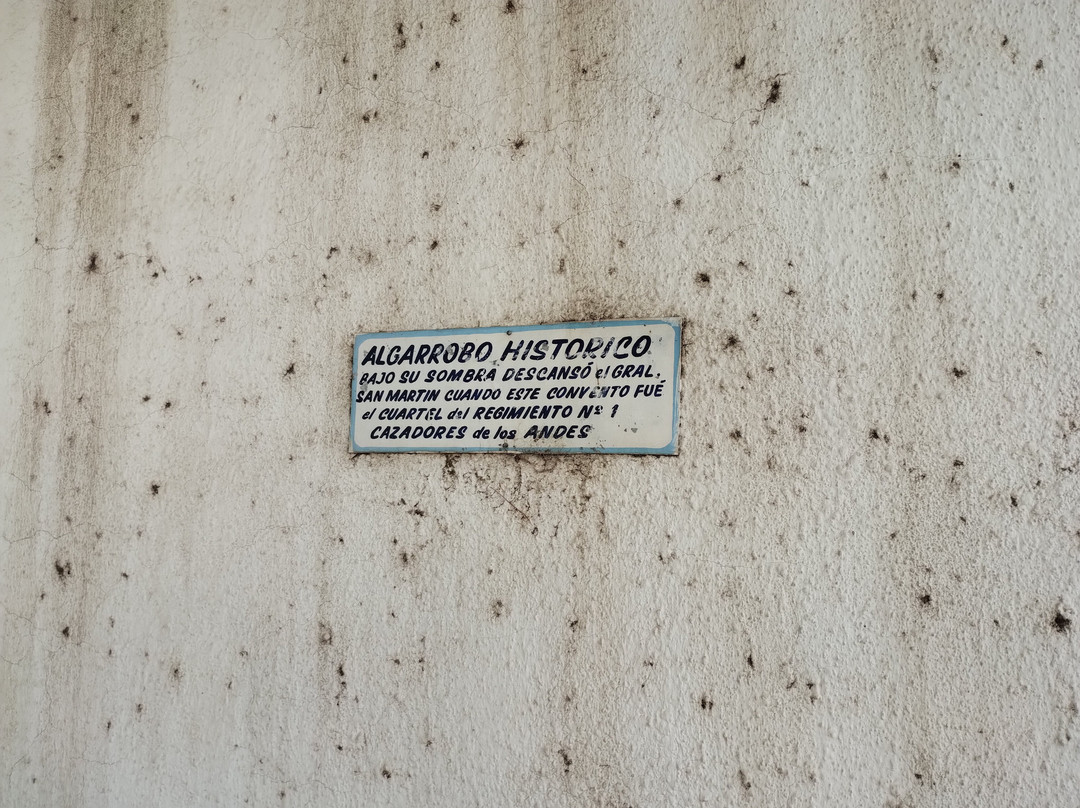 ALGARROBO HISTORICO
BAJO SU SOMBRA DESCANSÓ el GRAL.
SAN MARTIN CUANDO ESTE CONVENTO FUÉ
el CUARTEL del REGIMIENTO Nº 1
CAZADORES de los ANDES